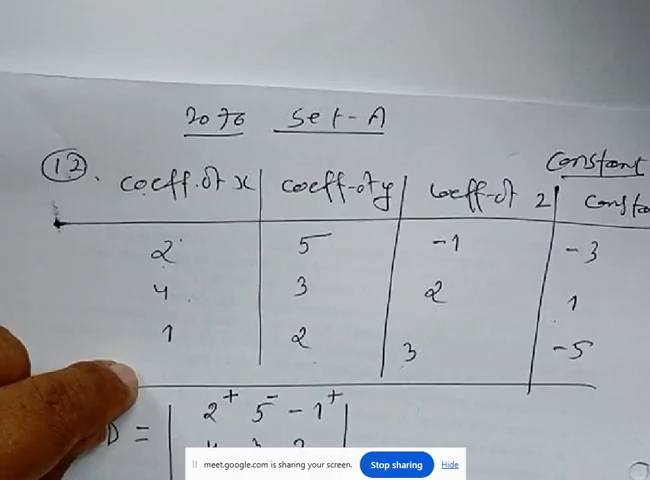 2076 Set-A
12. coeff. of x coeff-of y coeff-of z Constant
2 5 -1 -3
4 3 2 1
1 2 3 -5
D = 2+ 5- -1+
meet.google.com is sharing your screen. Stop sharing Hide